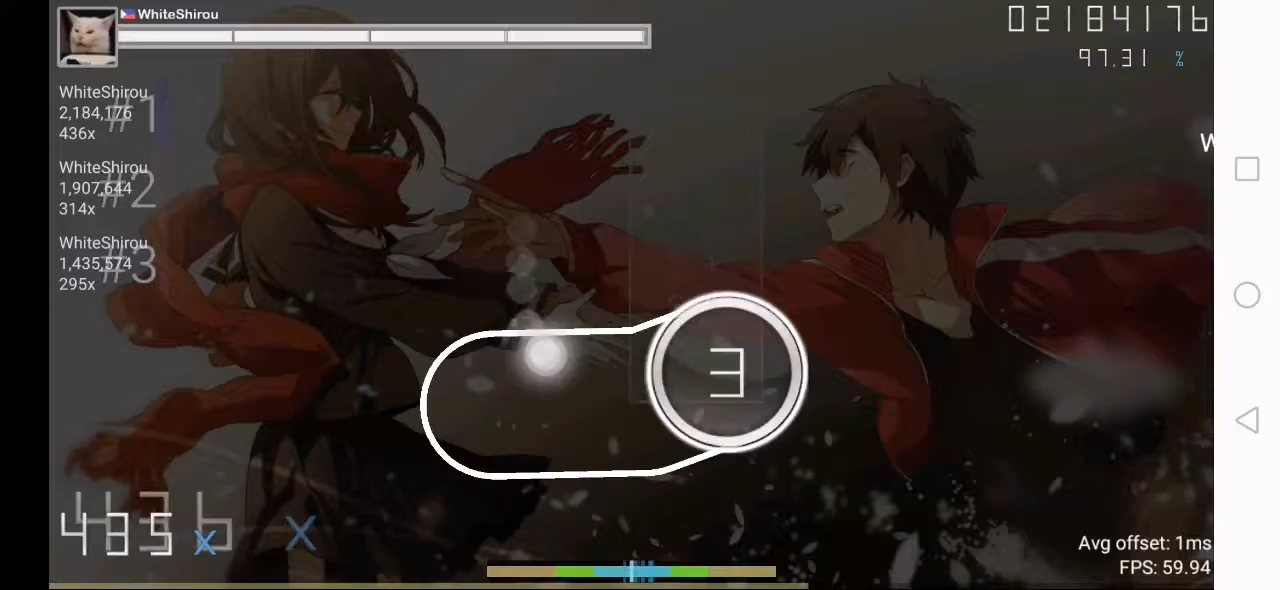 WhiteShirou
02184176
97.31 %
WhiteShirou
2,184,176
436x
#1
WhiteShirou
1,907,644
314x
#2
WhiteShirou
1,435,574
295x
#3
W
3
435x
436x
Avg offset: 1ms
FPS: 59.94